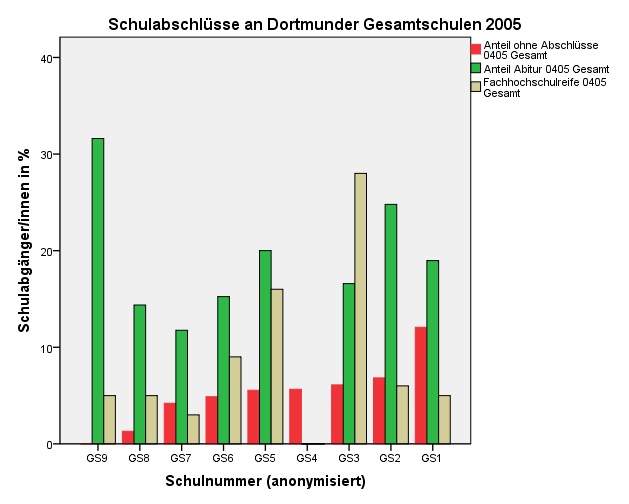 Schulabschlüsse an Dortmunder Gesamtschulen 2005
Anteil ohne Abschlüsse
0405 Gesamt
Anteil Abitur 0405 Gesamt
Fachhochschulreife 0405
Gesamt
Schulabgänger/innen in %
40
30
20
10
0
GS9 GS8 GS7 GS6 GS5 GS4 GS3 GS2 GS1
Schulnummer (anonymisiert)